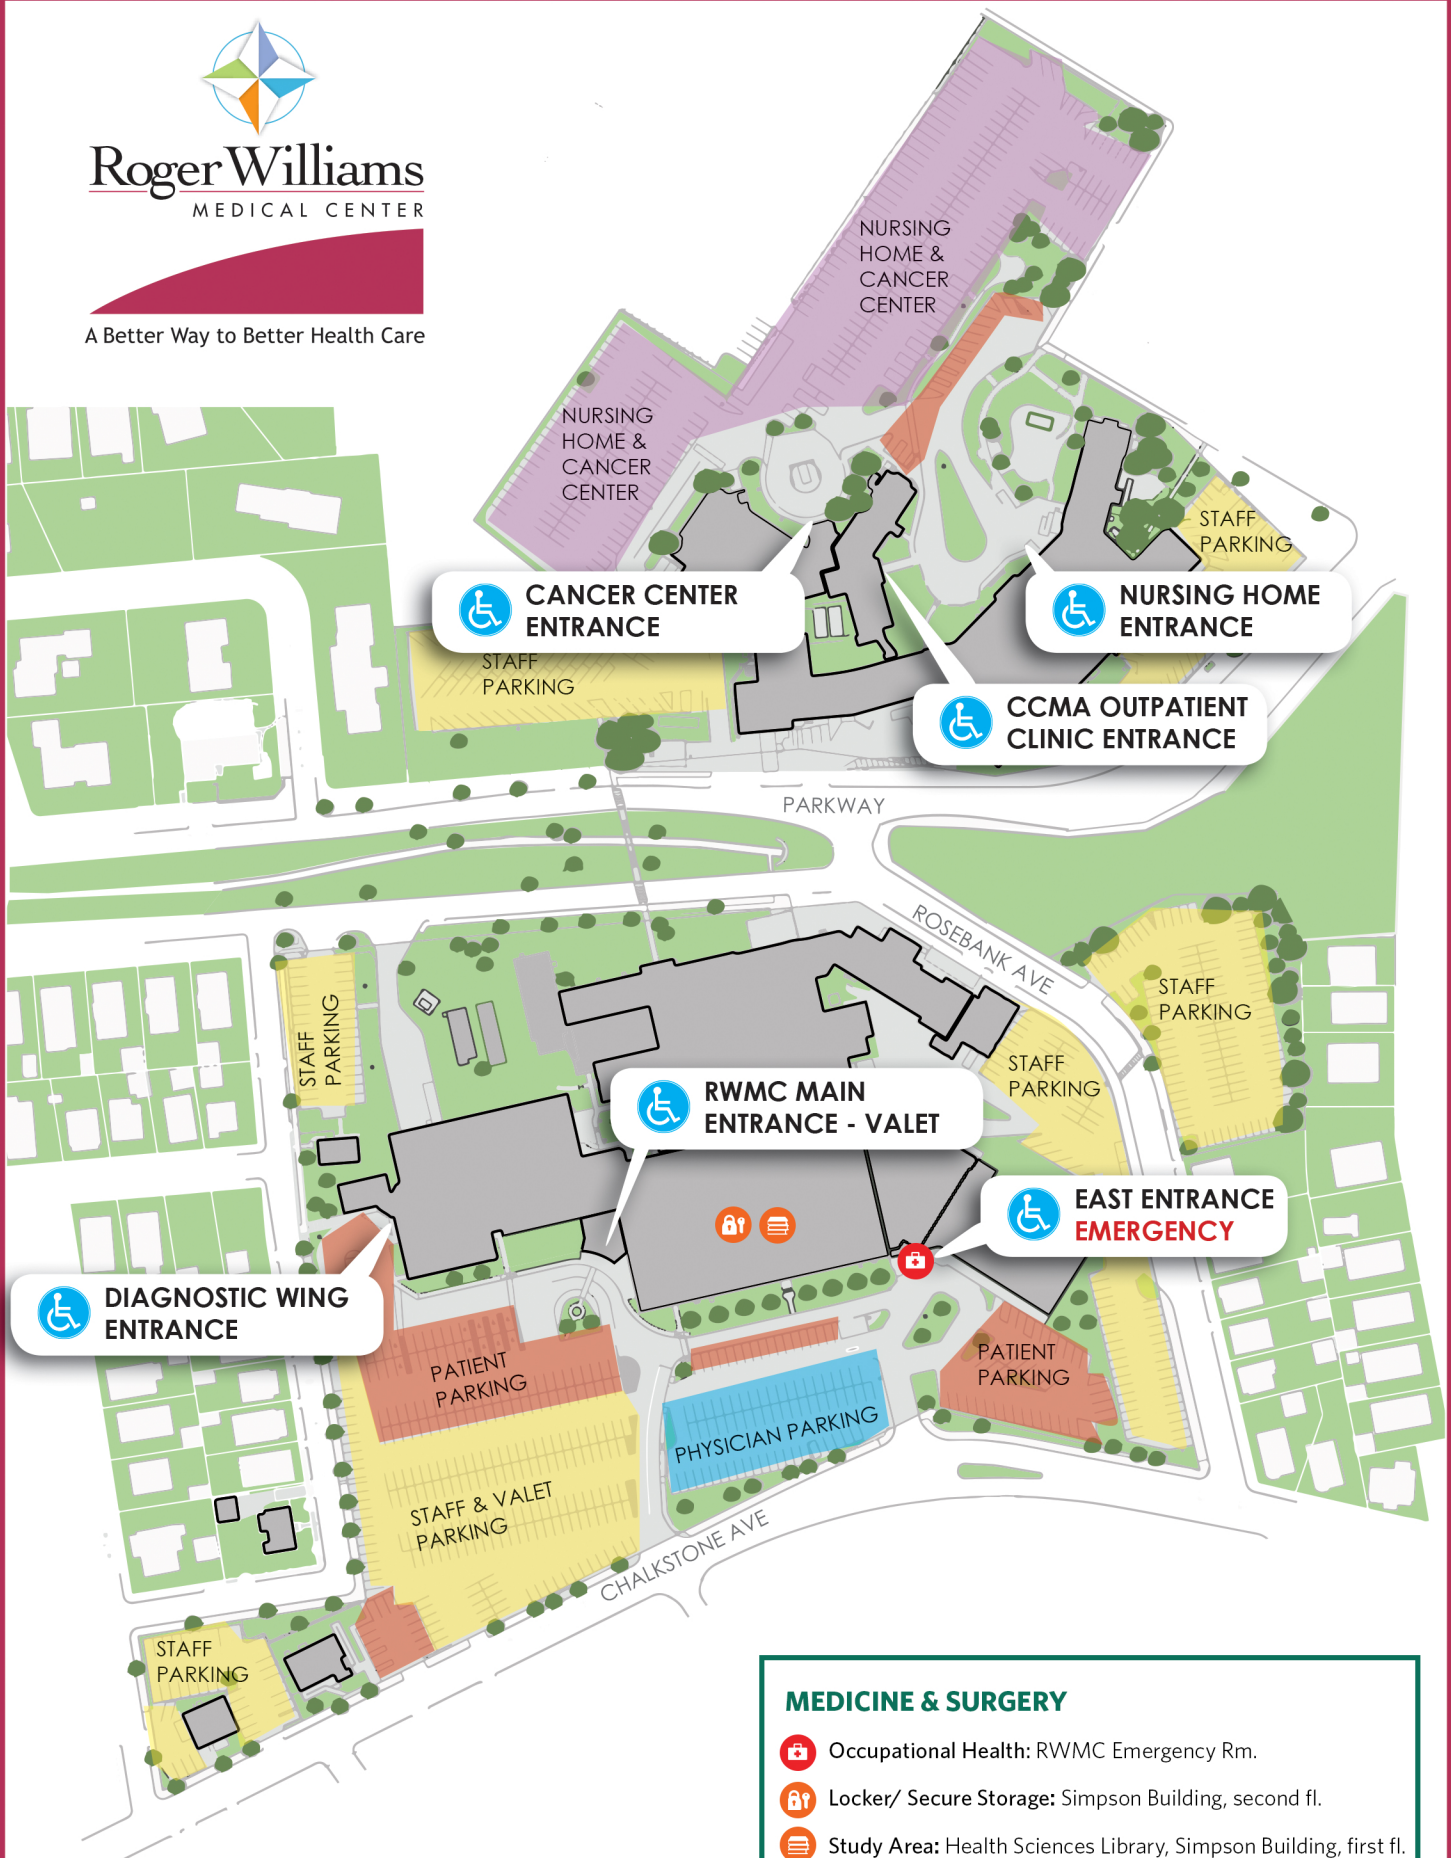 Roger Williams
MEDICAL CENTER
A Better Way to Better Health Care
NURSING
HOME &
CANCER
CENTER
NURSING
HOME &
CANCER
CENTER
STAFF
PARKING
CANCER CENTER
ENTRANCE
NURSING HOME
ENTRANCE
STAFF
PARKING
CCMA OUTPATIENT
CLINIC ENTRANCE
PARKWAY
ROSEBANK AVE
STAFF
PARKING
STAFF
PARKING
STAFF
PARKING
RWMC MAIN
ENTRANCE - VALET
EAST ENTRANCE
EMERGENCY
DIAGNOSTIC WING
ENTRANCE
PATIENT
PARKING
PATIENT
PARKING
PHYSICIAN PARKING
STAFF & VALET
PARKING
CHALKSTONE AVE
STAFF
PARKING
MEDICINE & SURGERY
Occupational Health: RWMC Emergency Rm.
Locker/ Secure Storage: Simpson Building, second fl.
Study Area: Health Sciences Library, Simpson Building, first fl.